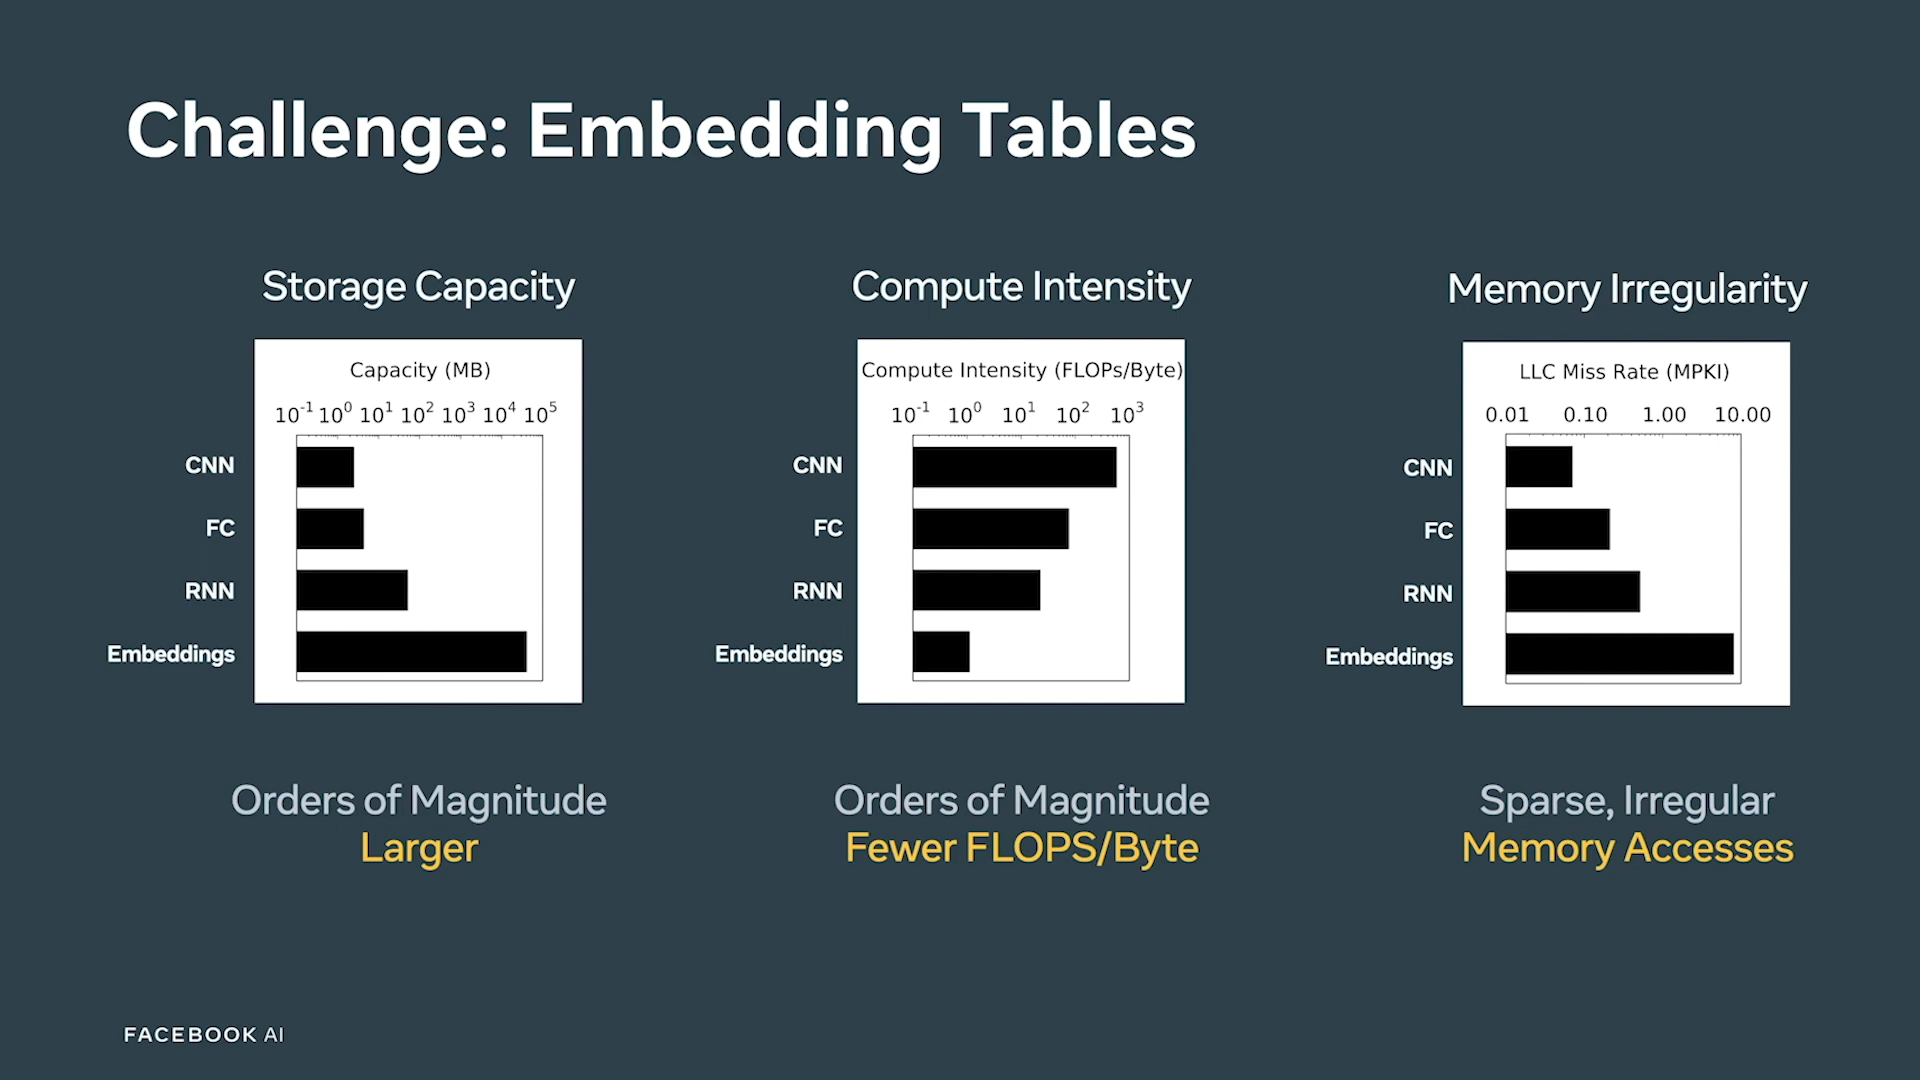 Challenge: Embedding Tables
Storage Capacity
Capacity (MB)
10⁻¹ 10⁰ 10¹ 10² 10³ 10⁴ 10⁵
CNN
FC
RNN
Embeddings
Orders of Magnitude
Larger
Compute Intensity
Compute Intensity (FLOPs/Byte)
10⁻¹ 10⁰ 10¹ 10² 10³
CNN
FC
RNN
Embeddings
Orders of Magnitude
Fewer FLOPS/Byte
Memory Irregularity
LLC Miss Rate (MPKI)
0.01 0.10 1.00 10.00
CNN
FC
RNN
Embeddings
Sparse, Irregular
Memory Accesses
FACEBOOK AI